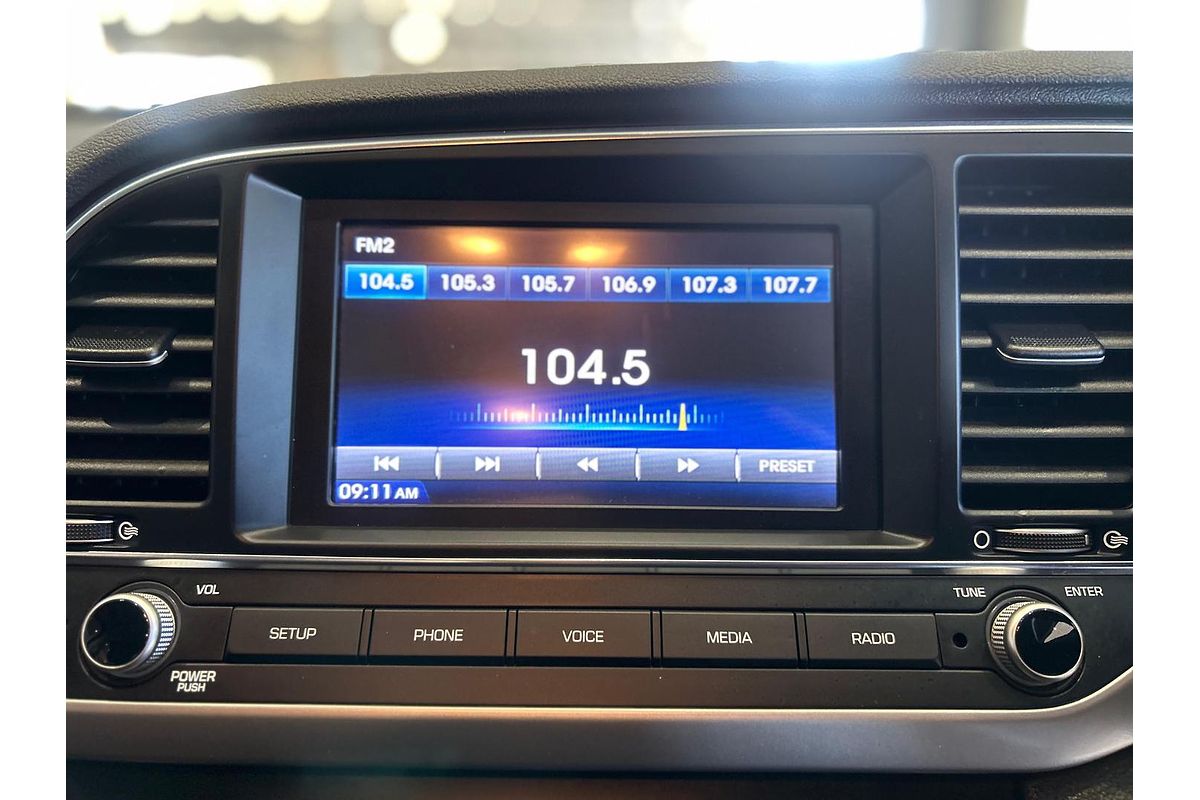 FM2
104.5 105.3 105.7 106.9 107.3 107.7
104.5
PRESET
09:11 AM
VOL
TUNE
ENTER
SETUP
PHONE
VOICE
MEDIA
RADIO
POWER
PUSH